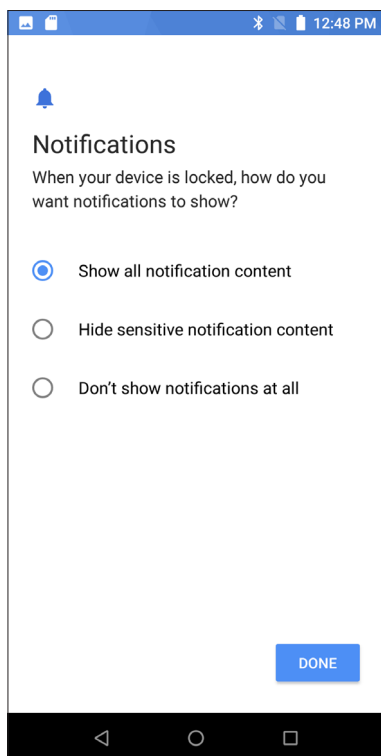 12:48 PM
Notifications
When your device is locked, how do you
want notifications to show?
Show all notification content
Hide sensitive notification content
Don’t show notifications at all
DONE